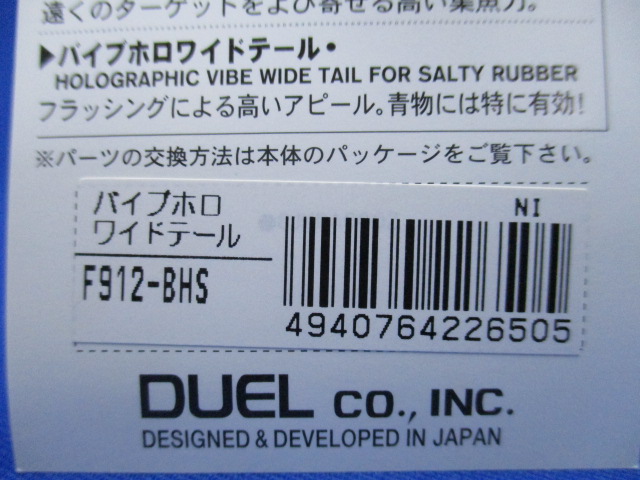 遠くのターゲットをおよび寄せる高い集魚力。
▶バイブホロワイドテール・
HOLOGRAPHIC VIBE WIDE TAIL FOR SALTY RUBBER
フラッシングによる高いアピール。青物には特に有効!
※パーツの交換方法は本体のパッケージをご覧下さい。
バイブホロ NI
ワイドテール
F912-BHS
4940764226505
DUEL CO., INC.
DESIGNED & DEVELOPED IN JAPAN